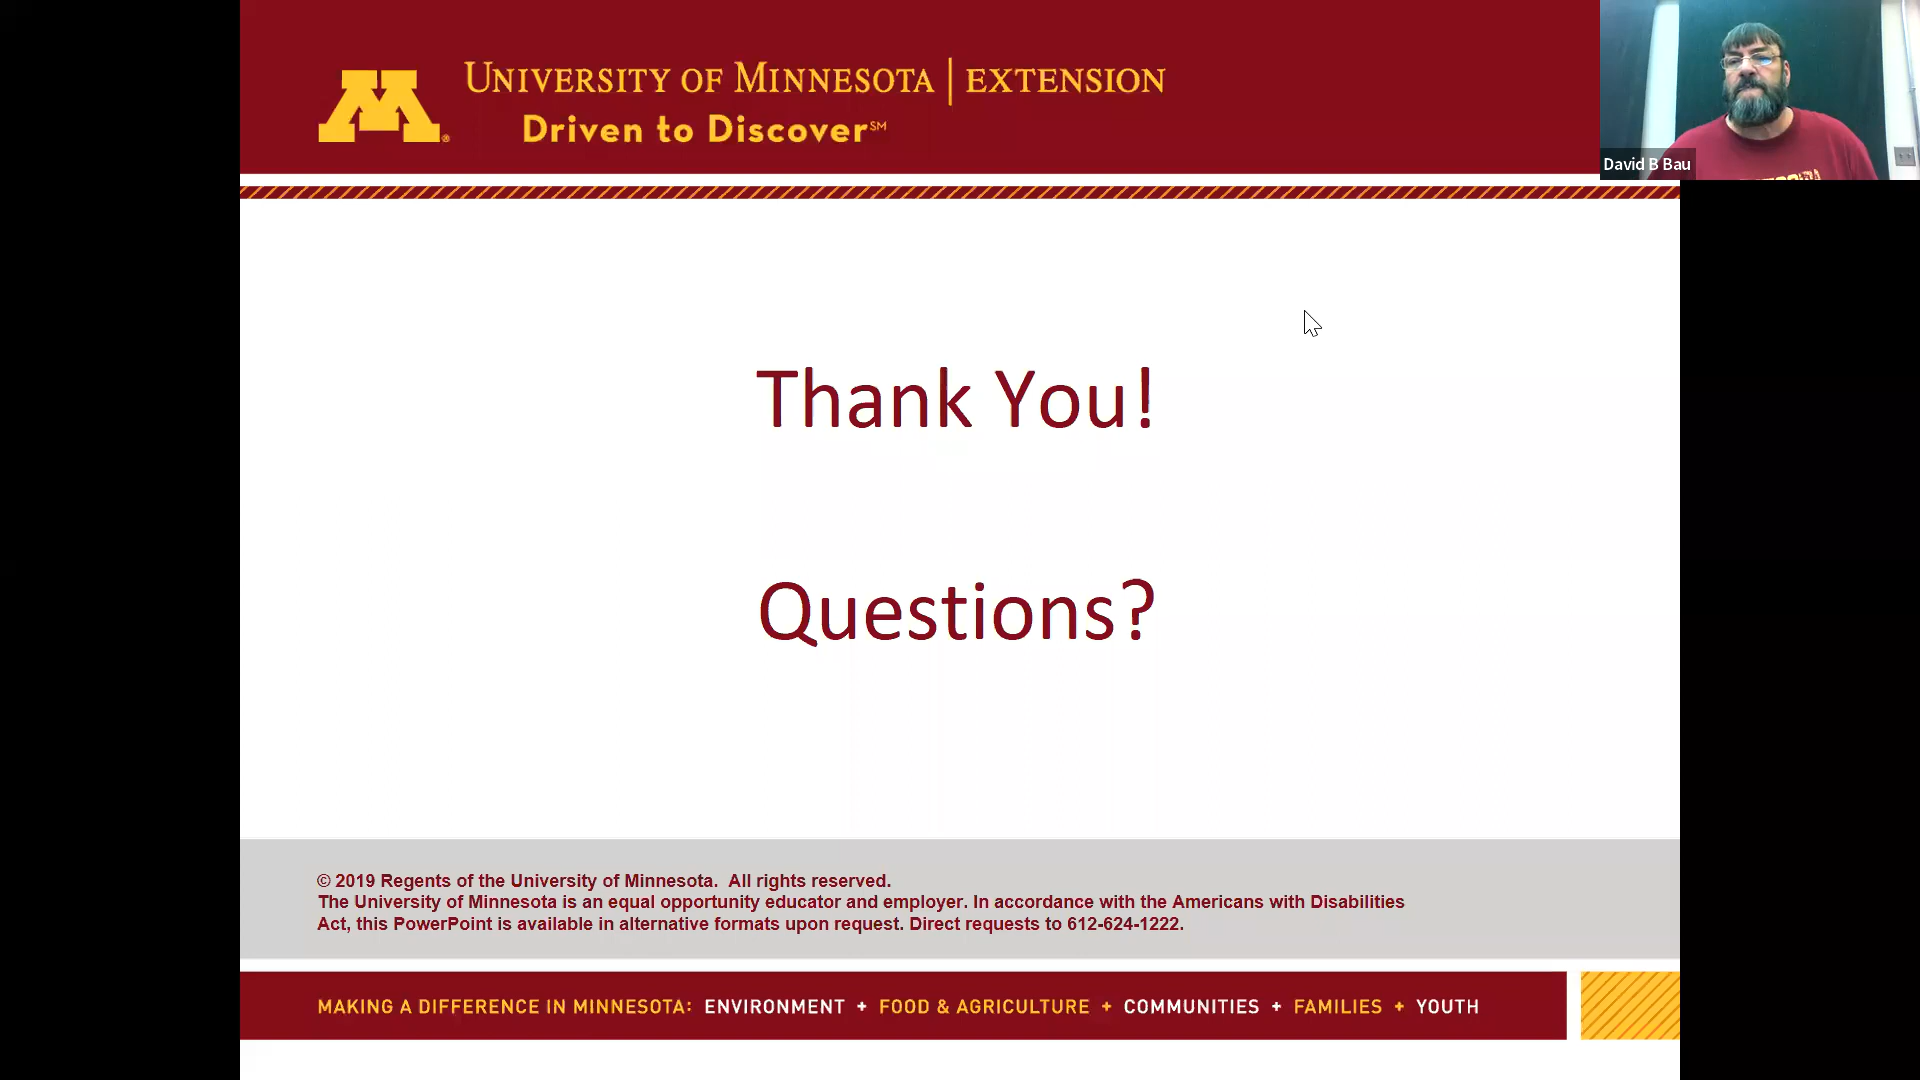 UNIVERSITY OF MINNESOTA | EXTENSION
Driven to Discover℠
David B Bau
Thank You!
Questions?
© 2019 Regents of the University of Minnesota.  All rights reserved.
The University of Minnesota is an equal opportunity educator and employer. In accordance with the Americans with Disabilities
Act, this PowerPoint is available in alternative formats upon request. Direct requests to 612-624-1222.
MAKING A DIFFERENCE IN MINNESOTA: ENVIRONMENT + FOOD & AGRICULTURE + COMMUNITIES + FAMILIES + YOUTH